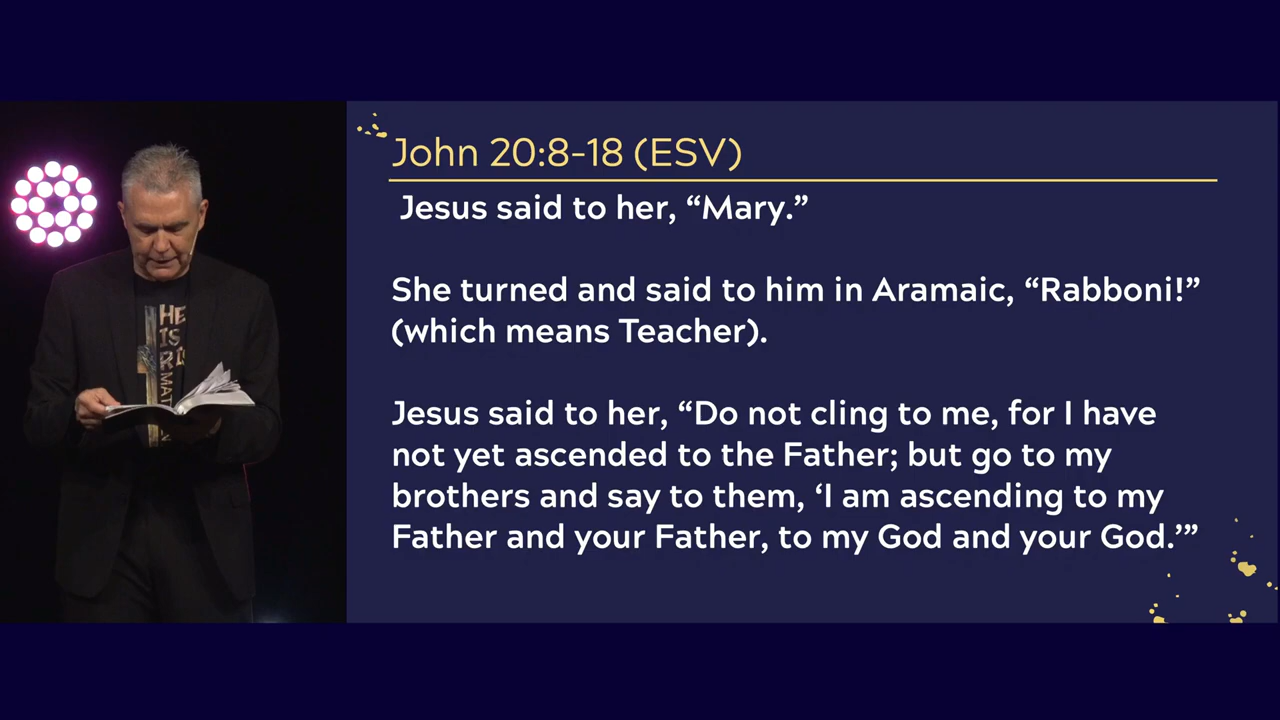 John 20:8-18 (ESV)
Jesus said to her, “Mary.”
She turned and said to him in Aramaic, “Rabboni!”
(which means Teacher).
Jesus said to her, “Do not cling to me, for I have
not yet ascended to the Father; but go to my
brothers and say to them, ‘I am ascending to my
Father and your Father, to my God and your God.’”
HE
IS